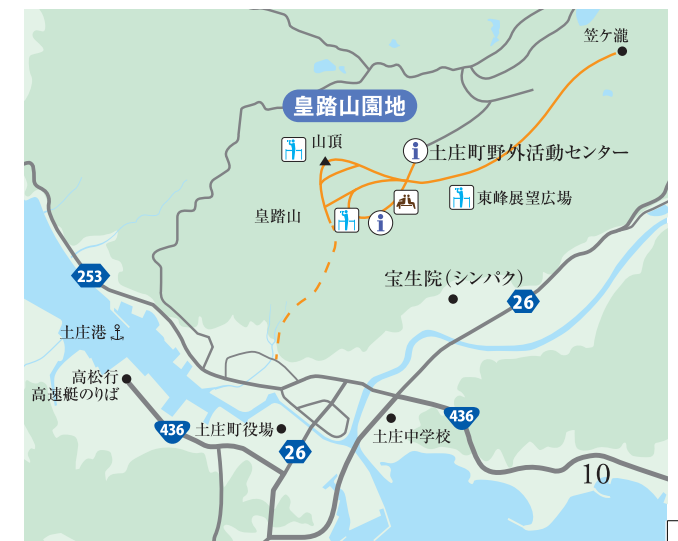 笠ケ瀧
皇踏山園地
山頂
i 土庄町野外活動センター
東峰展望広場
皇踏山
i
宝生院(シンパク)
253
26
土庄港
高松行
高速艇のりば
436
土庄町役場
26
436
土庄中学校
10